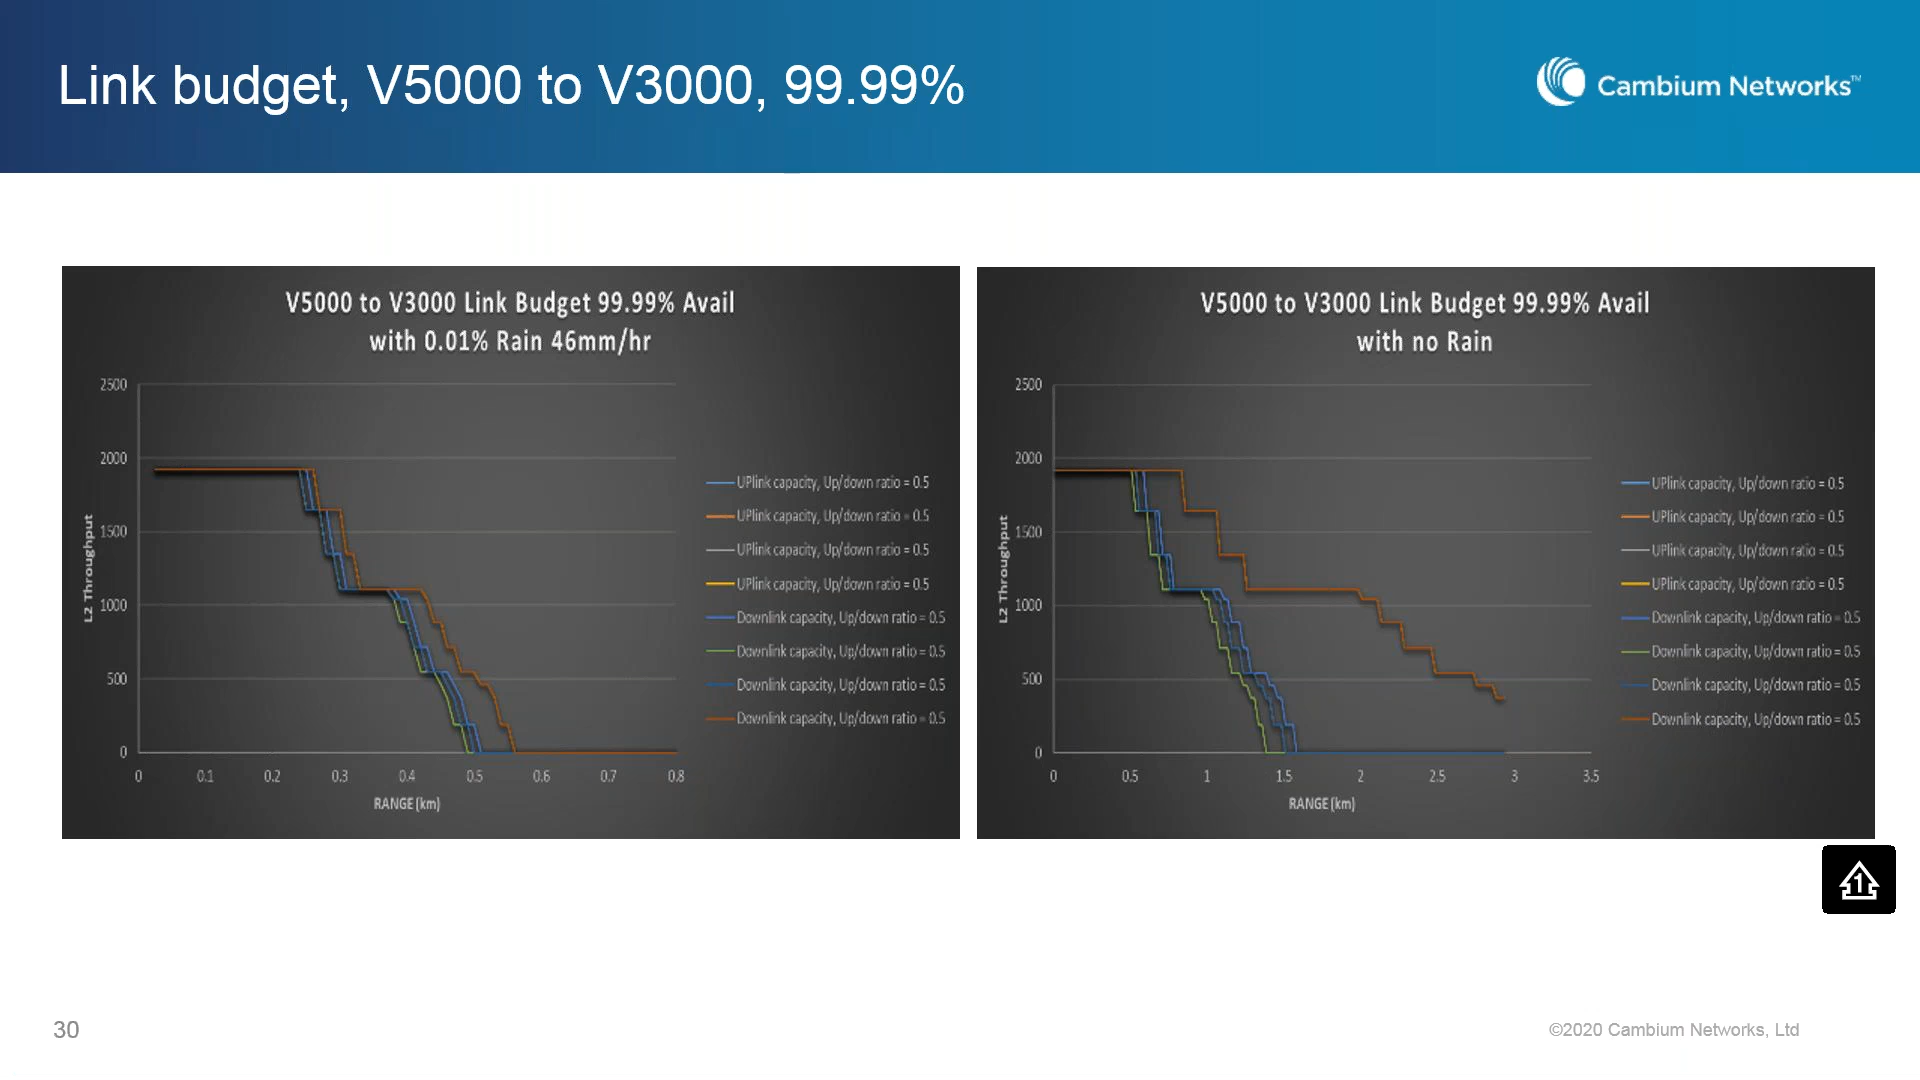 Link budget, V5000 to V3000, 99.99%
Cambium Networks™
V5000 to V3000 Link Budget 99.99% Avail
with 0.01% Rain 46mm/hr
2500
2000
1500
1000
500
0
L2 Throughput
0 0.1 0.2 0.3 0.4 0.5 0.6 0.7 0.8
RANGE (km)
UPlink capacity, Up/down ratio = 0.5
UPlink capacity, Up/down ratio = 0.5
UPlink capacity, Up/down ratio = 0.5
UPlink capacity, Up/down ratio = 0.5
Downlink capacity, Up/down ratio = 0.5
Downlink capacity, Up/down ratio = 0.5
Downlink capacity, Up/down ratio = 0.5
Downlink capacity, Up/down ratio = 0.5
V5000 to V3000 Link Budget 99.99% Avail
with no Rain
2500
2000
1500
1000
500
0
L2 Throughput
0 0.5 1 1.5 2 2.5 3 3.5
RANGE (km)
UPlink capacity, Up/down ratio = 0.5
UPlink capacity, Up/down ratio = 0.5
UPlink capacity, Up/down ratio = 0.5
UPlink capacity, Up/down ratio = 0.5
Downlink capacity, Up/down ratio = 0.5
Downlink capacity, Up/down ratio = 0.5
Downlink capacity, Up/down ratio = 0.5
Downlink capacity, Up/down ratio = 0.5
1
30
©2020 Cambium Networks, Ltd